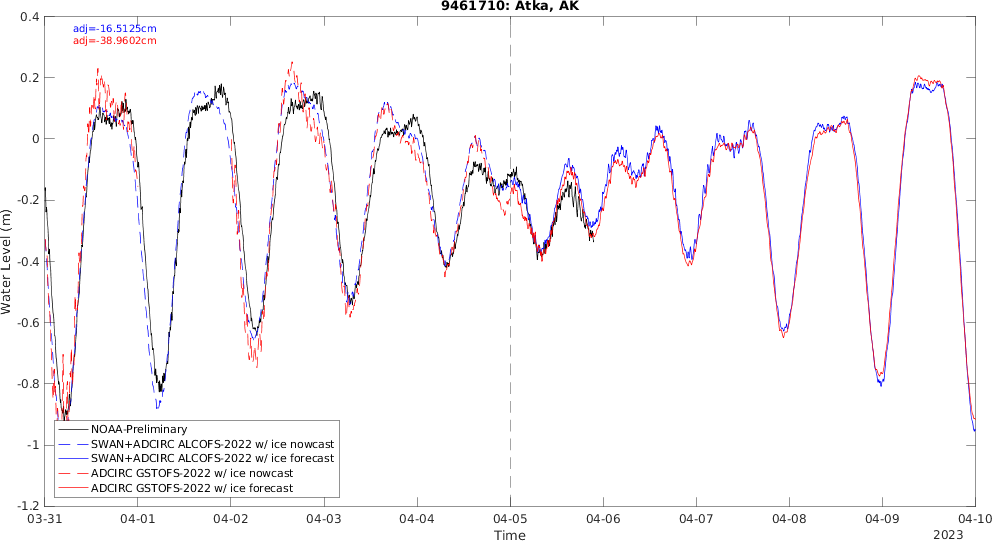 9461710: Atka, AK
adj=-16.5125cm
adj=-38.9602cm
Water Level (m)
0.4
0.2
0
-0.2
-0.4
-0.6
-0.8
-1
-1.2
NOAA-Preliminary
SWAN+ADCIRC ALCOFS-2022 w/ ice nowcast
SWAN+ADCIRC ALCOFS-2022 w/ ice forecast
ADCIRC GSTOFS-2022 w/ ice nowcast
ADCIRC GSTOFS-2022 w/ ice forecast
03-31 04-01 04-02 04-03 04-04 04-05 04-06 04-07 04-08 04-09 04-10
Time
2023